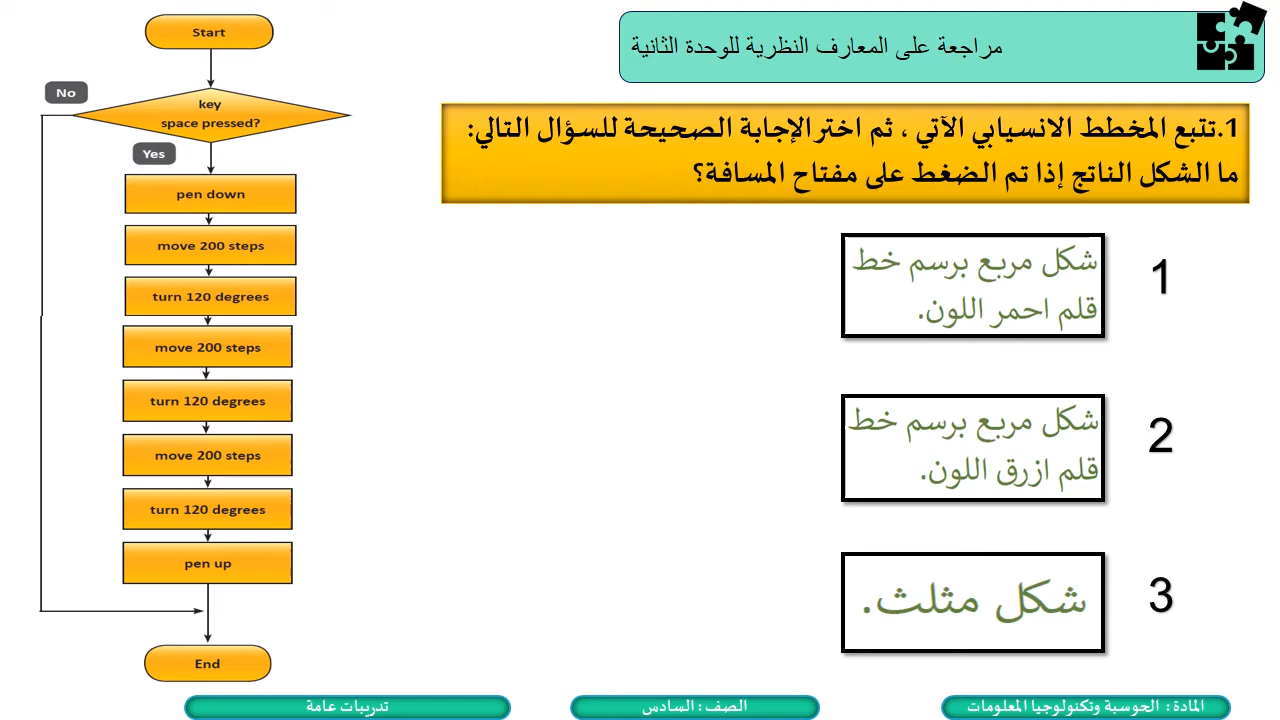 مراجعة على المعارف النظرية للوحدة الثانية
1.تتبع المخطط الانسيابي الآتي ، ثم اختر الإجابة الصحيحة للسؤال التالي:
ما الشكل الناتج إذا تم الضغط على مفتاح المسافة؟
1
شكل مربع برسم خط
قلم احمر اللون.
2
شكل مربع برسم خط
قلم ازرق اللون.
3
شكل مثلث.
Start
No
key
space pressed?
Yes
pen down
move 200 steps
turn 120 degrees
move 200 steps
turn 120 degrees
move 200 steps
turn 120 degrees
pen up
End
المادة : الحوسبة وتكنولوجيا المعلومات
الصف : السادس
تدريبات عامة